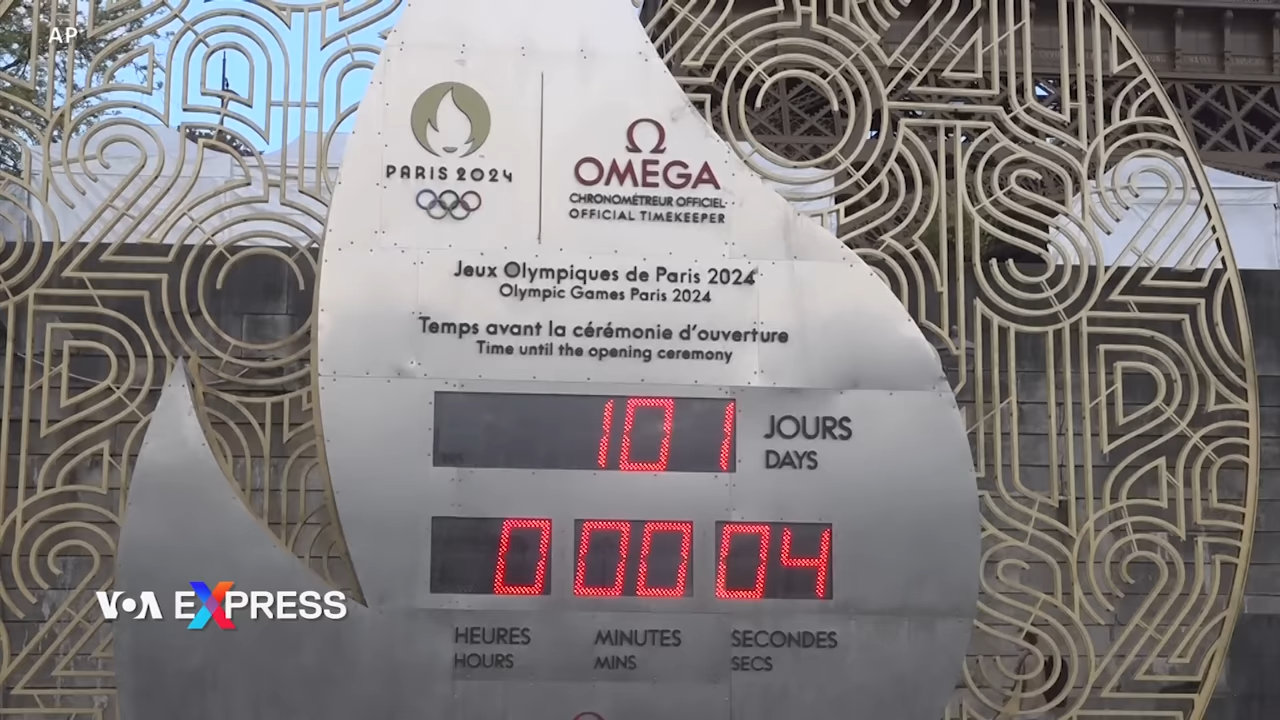 AP
PARIS 2024
Ω
OMEGA
CHRONOMÉTREUR OFFICIEL
OFFICIAL TIMEKEEPER
Jeux Olympiques de Paris 2024
Olympic Games Paris 2024
Temps avant la cérémonie d'ouverture
Time until the opening ceremony
101 JOURS
DAYS
0 00 04
HEURES MINUTES SECONDES
HOURS MINS SECS
VOA EXPRESS